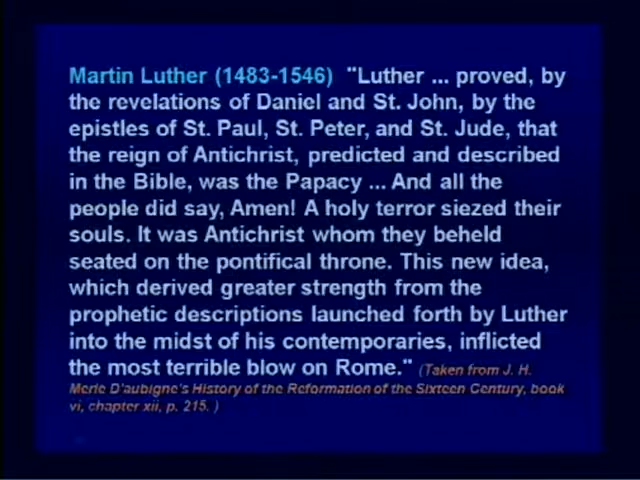 Martin Luther (1483-1546) "Luther ... proved, by
the revelations of Daniel and St. John, by the
epistles of St. Paul, St. Peter, and St. Jude, that
the reign of Antichrist, predicted and described
in the Bible, was the Papacy ... And all the
people did say, Amen! A holy terror siezed their
souls. It was Antichrist whom they beheld
seated on the pontifical throne. This new idea,
which derived greater strength from the
prophetic descriptions launched forth by Luther
into the midst of his contemporaries, inflicted
the most terrible blow on Rome." (Taken from J. H.
Merle D'aubigne's History of the Reformation of the Sixteen Century, book
vi, chapter xii, p. 215. )